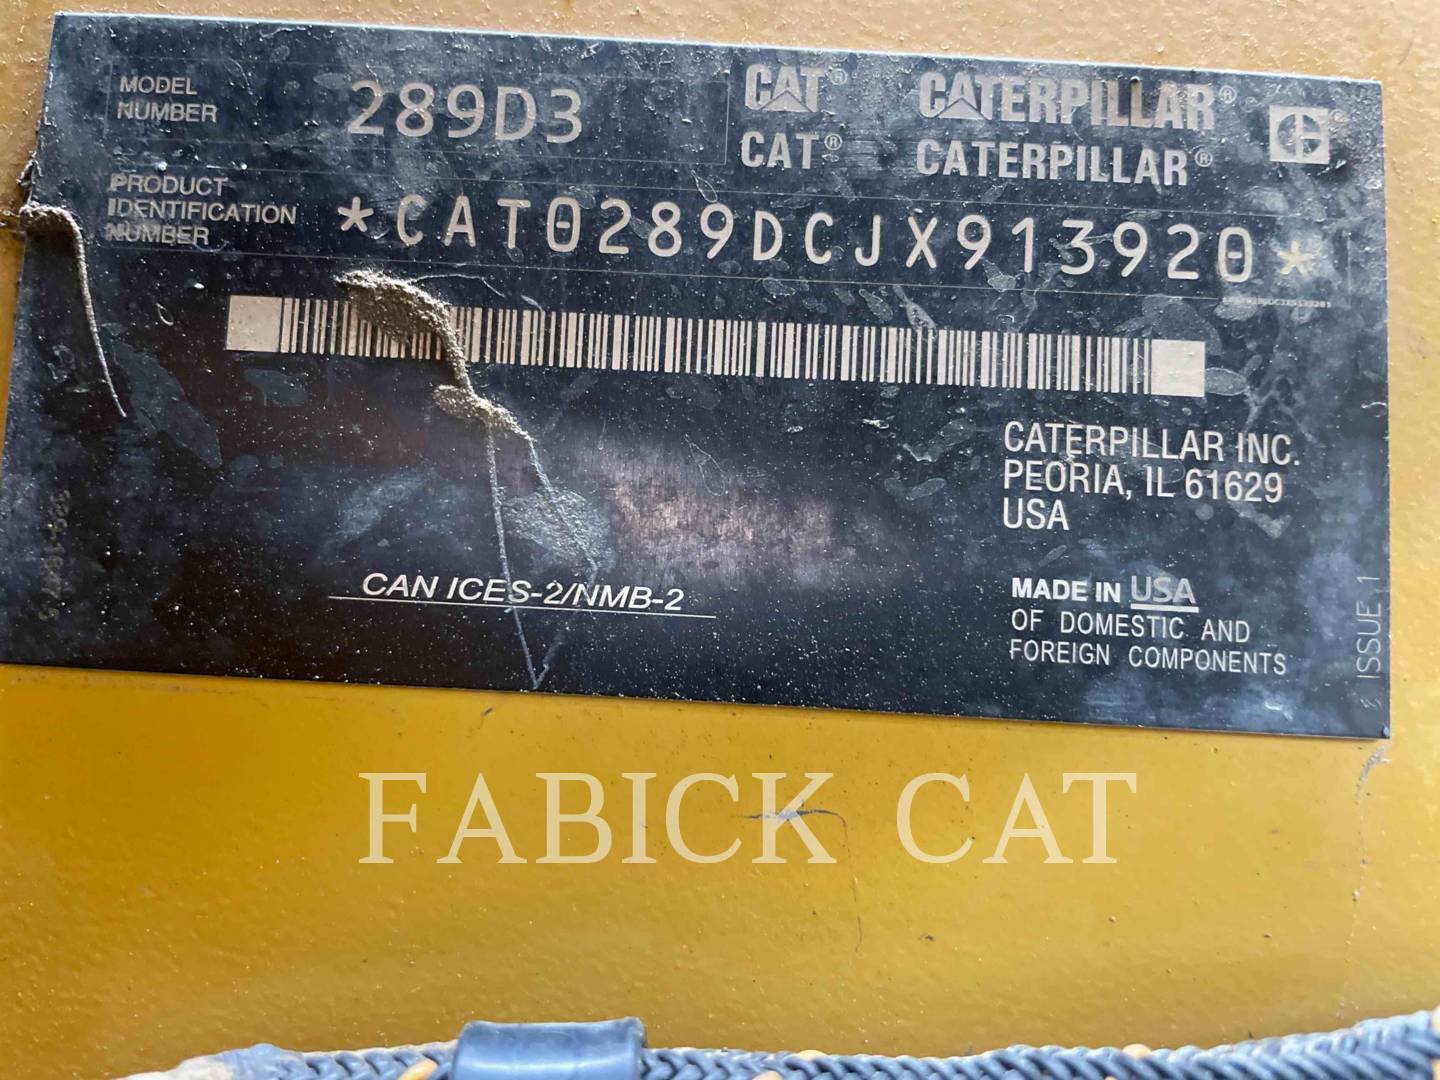 MODEL
NUMBER
289D3
CAT®
CAT®
CATERPILLAR®
CATERPILLAR®
PRODUCT
IDENTIFICATION
NUMBER
*CAT0289DCJX913920*
CATERPILLAR INC.
PEORIA, IL 61629
USA
CAN ICES-2/NMB-2
MADE IN USA
OF DOMESTIC AND
FOREIGN COMPONENTS
ISSUE 1
FABICK CAT